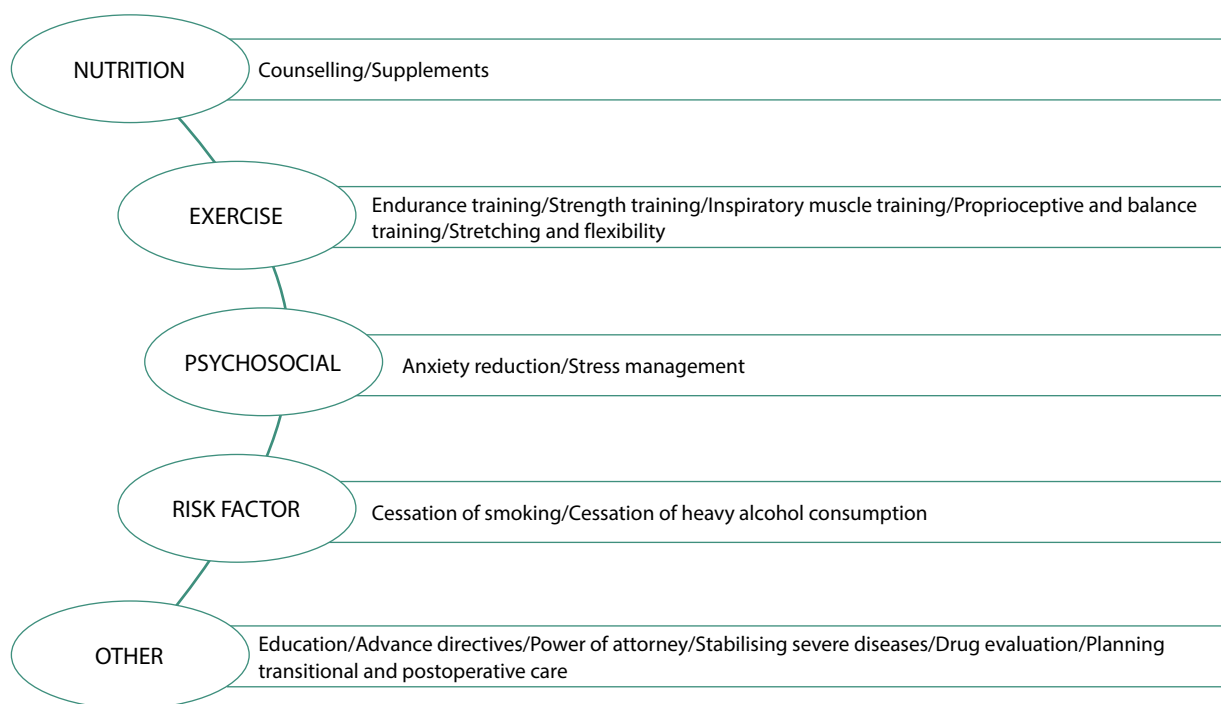 NUTRITION
Counselling/Supplements
EXERCISE
Endurance training/Strength training/Inspiratory muscle training/Proprioceptive and balance
training/Stretching and flexibility
PSYCHOSOCIAL
Anxiety reduction/Stress management
RISK FACTOR
Cessation of smoking/Cessation of heavy alcohol consumption
OTHER
Education/Advance directives/Power of attorney/Stabilising severe diseases/Drug evaluation/Planning
transitional and postoperative care